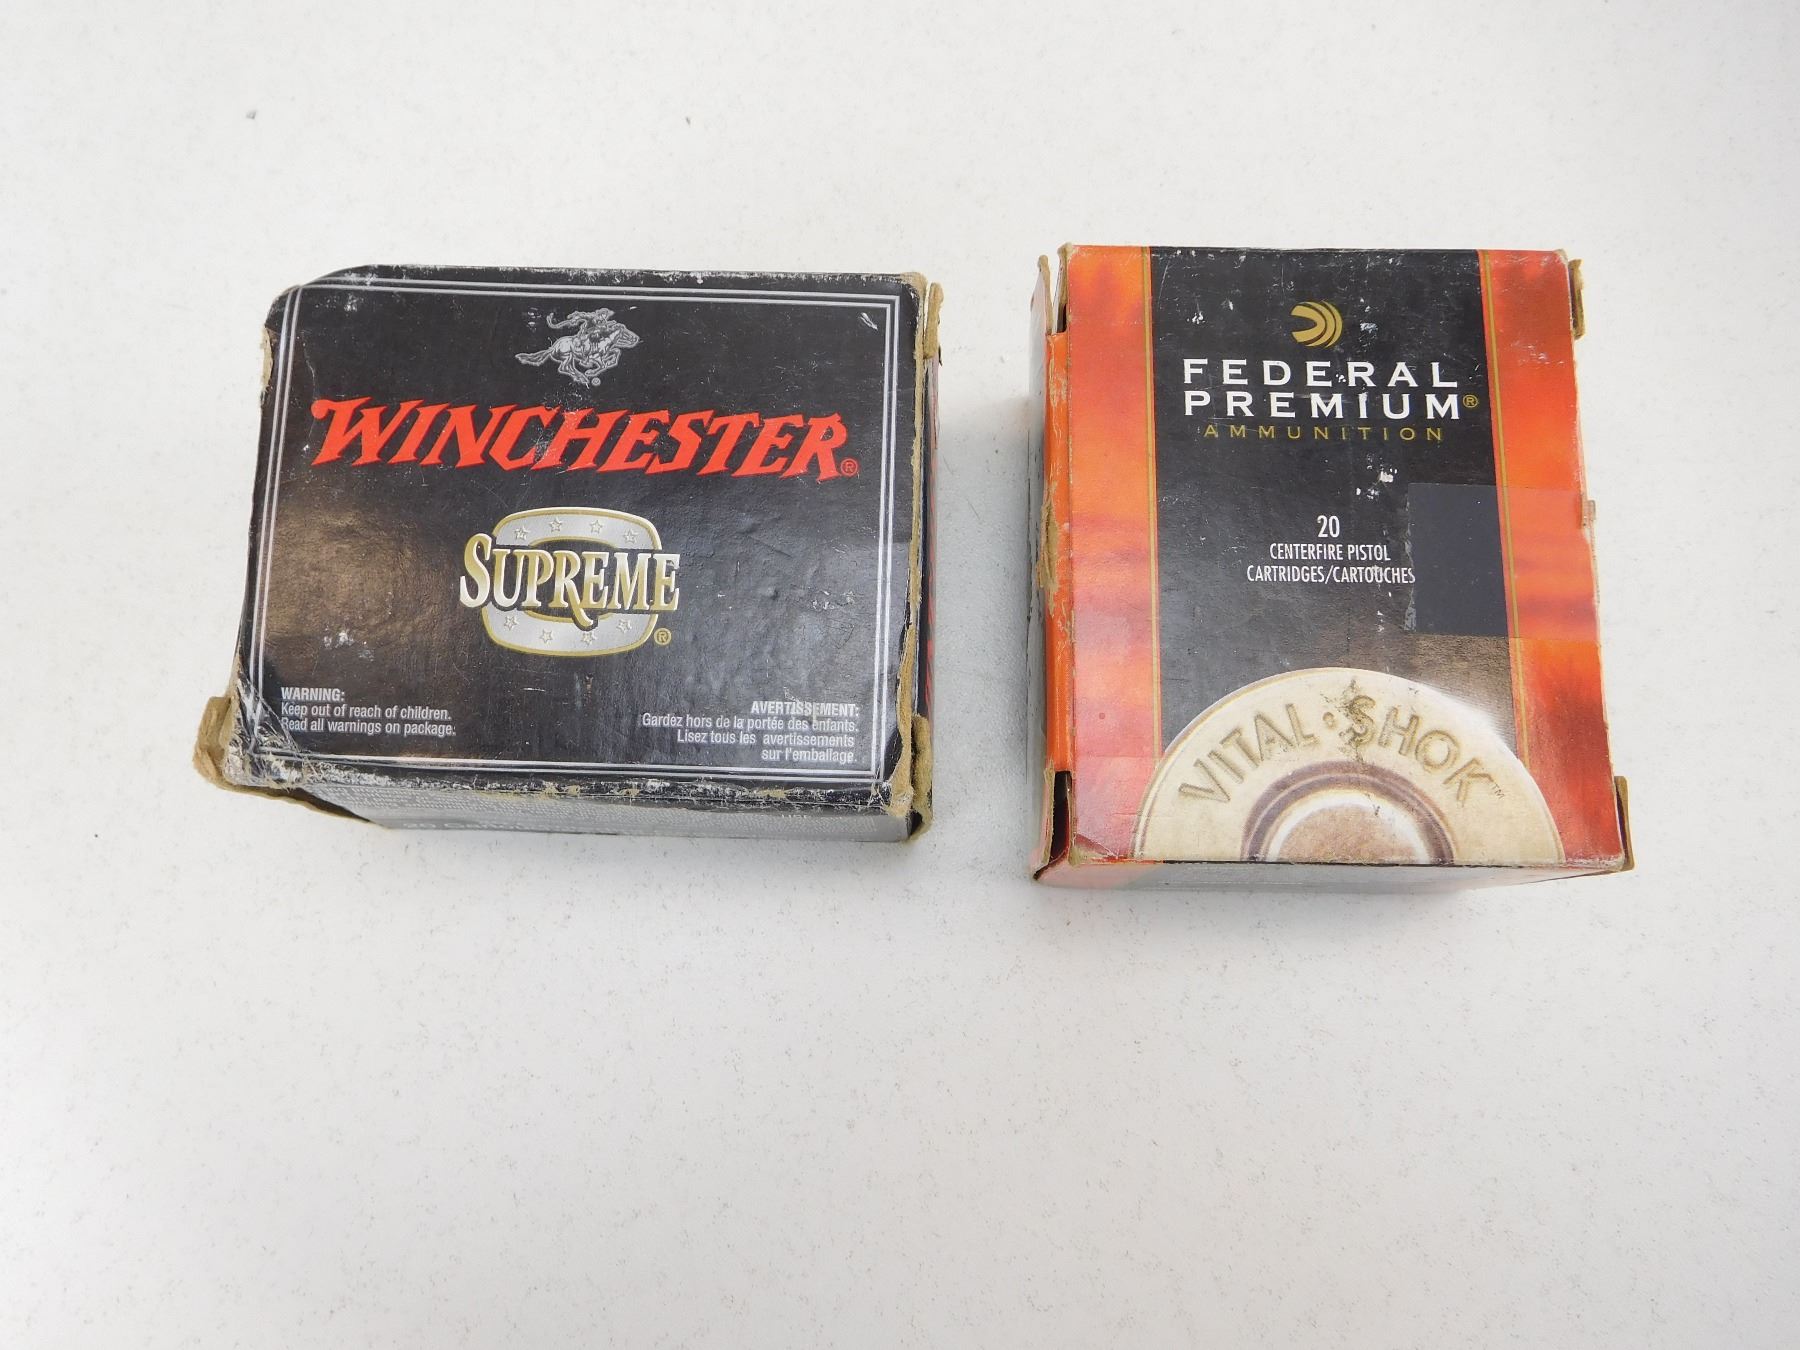 WINCHESTER®
SUPREME®
WARNING:
Keep out of reach of children.
Read all warnings on package.
AVERTISSEMENT:
Gardez hors de la portée des enfants.
Lisez tous les avertissements
sur l'emballage.
FEDERAL
PREMIUM®
AMMUNITION
20
CENTERFIRE PISTOL
CARTRIDGES/CARTOUCHES
VITAL·SHOK™